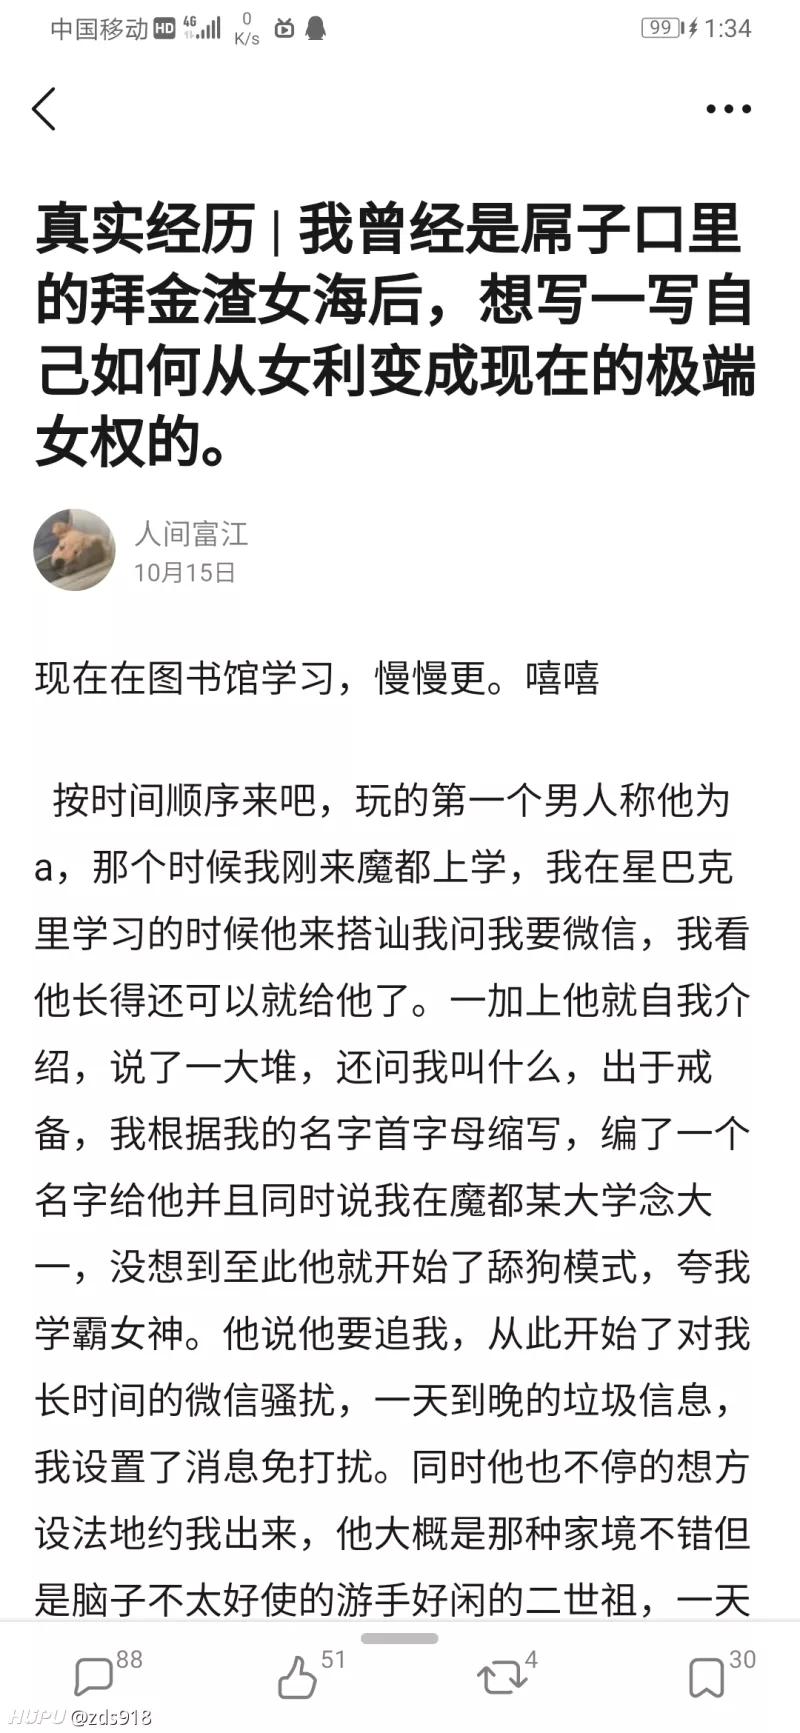 中国移动 HD 4G 0 K/s 99 1:34
真实经历 | 我曾经是屌子口里
的拜金渣女海后，想写一写自
己如何从女利变成现在的极端
女权的。
人间富江
10月15日
现在在图书馆学习，慢慢更。嘻嘻
按时间顺序来吧，玩的第一个男人称他为
a，那个时候我刚来魔都上学，我在星巴克
里学习的时候他来搭讪我问我要微信，我看
他长得还可以就给他了。一加上他就自我介
绍，说了一大堆，还问我叫什么，出于戒
备，我根据我的名字首字母缩写，编了一个
名字给他并且同时说我在魔都某大学念大
一，没想到至此他就开始了舔狗模式，夸我
学霸女神。他说他要追我，从此开始了对我
长时间的微信骚扰，一天到晚的垃圾信息，
我设置了消息免打扰。同时他也不停的想方
设法地约我出来，他大概是那种家境不错但
是脑子不太好使的游手好闲的二世祖，一天
88 51 4 30
HUPU @zds918